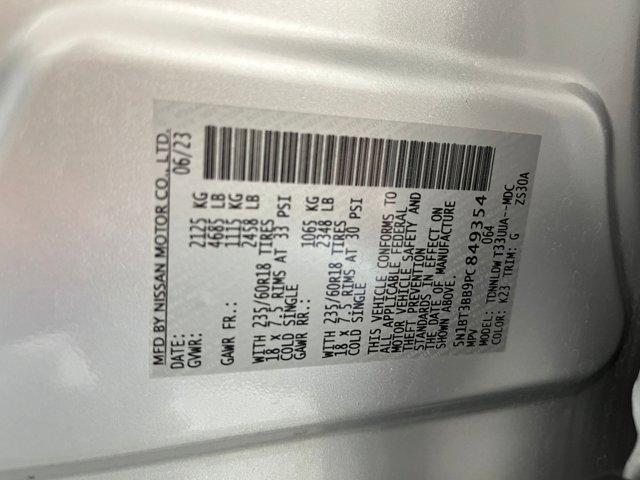 MFD BY NISSAN MOTOR CO., LTD.
DATE: 06/23
GVWR: 2125 KG
4685 LB
GAWR FR.: 1115 KG
2458 LB
WITH 235/60R18 TIRES
18 X 7.5 RIMS AT 33 PSI
COLD SINGLE
GAWR RR.: 1065 KG
2348 LB
WITH 235/60R18 TIRES
18 X 7.5 RIMS AT 30 PSI
COLD SINGLE
THIS VEHICLE CONFORMS TO
ALL APPLICABLE FEDERAL
MOTOR VEHICLE SAFETY AND
THEFT PREVENTION
STANDARDS IN EFFECT ON
THE DATE OF MANUFACTURE
SHOWN ABOVE.
5N1BT3BB9PC849354
MPV 064
MODEL: TDNNLDWT33UUA--MDC
COLOR: K23 TRIM: G ZS30A